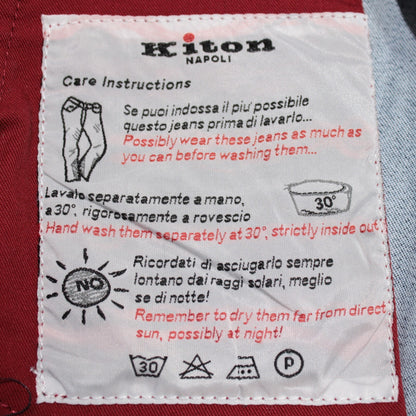 Kiton
NAPOLI
Care Instructions
Se puoi indossa il piu' possibile
questo jeans prima di lavarlo...
Possibly wear these jeans as much as
you can before washing them...
Lavalo separatamente a mano,
a 30°, rigorosamente a rovescio
30°
Hand wash them separately at 30°, strictly inside out.
NO
Ricordati di asciugarlo sempre
lontano dai raggi solari, meglio
se di notte!
Remember to dry them far from direct
sun, possibly at night!
30
P